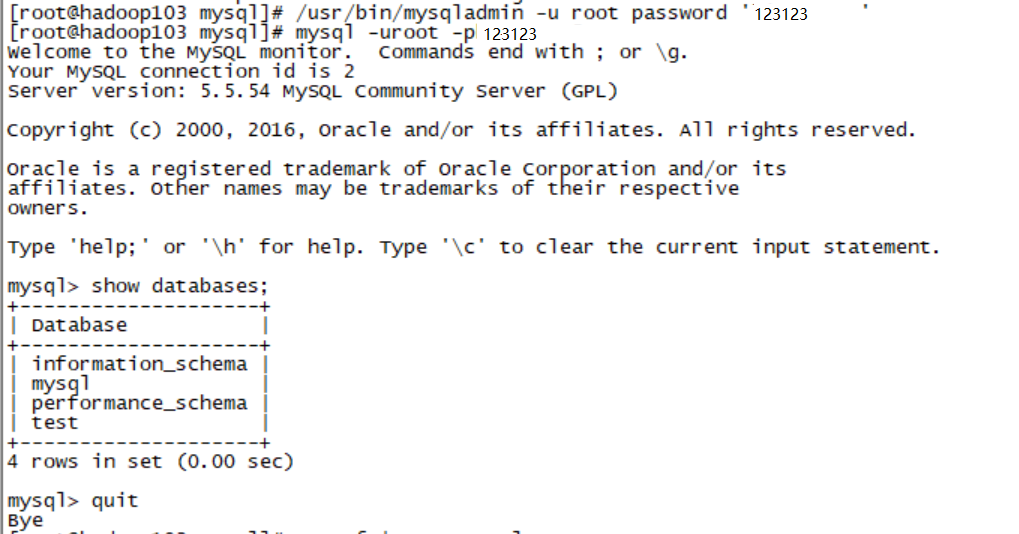 [root@hadoop103 mysql]# /usr/bin/mysqladmin -u root password '123123 '
[root@hadoop103 mysql]# mysql -uroot -p123123
Welcome to the MySQL monitor.  Commands end with ; or \g.
Your MySQL connection id is 2
Server version: 5.5.54 MySQL Community Server (GPL)
Copyright (c) 2000, 2016, Oracle and/or its affiliates. All rights reserved.
Oracle is a registered trademark of Oracle Corporation and/or its
affiliates. Other names may be trademarks of their respective
owners.
Type 'help;' or '\h' for help. Type '\c' to clear the current input statement.
mysql> show databases;
+--------------------+
| Database           |
+--------------------+
| information_schema |
| mysql              |
| performance_schema |
| test               |
+--------------------+
4 rows in set (0.00 sec)
mysql> quit
Bye